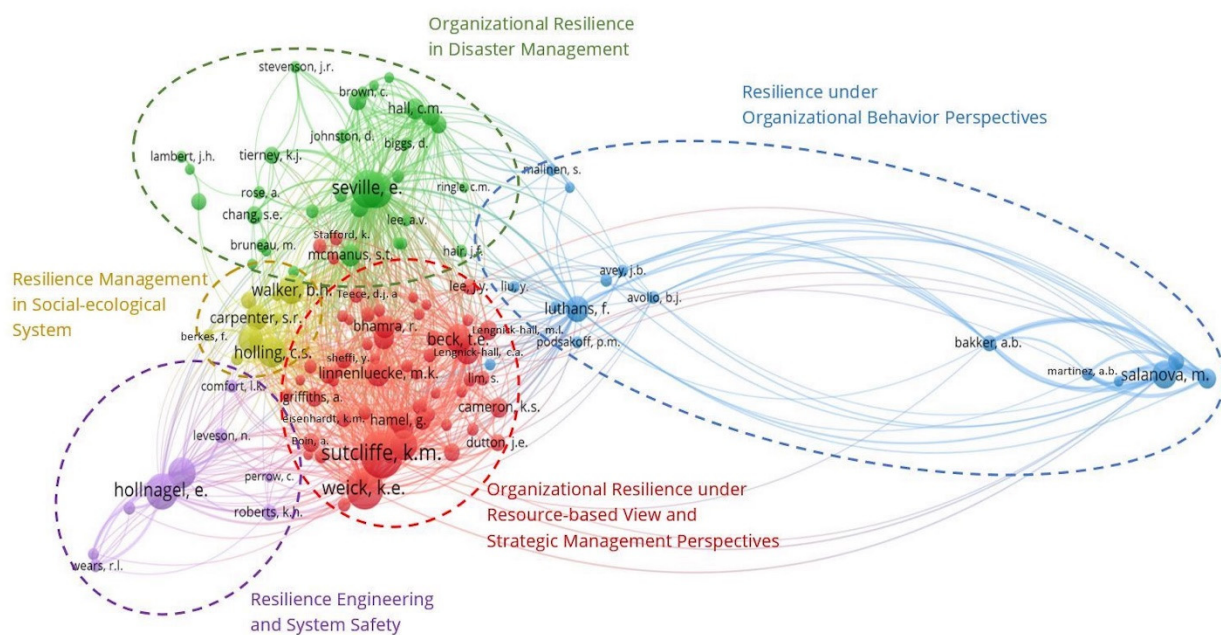 Organizational Resilience
in Disaster Management
stevenson, j.r.
brown, c.
hall, c.m.
johnston, d.
biggs, d.
lambert, j.h.
tierney, k.j.
seville, e.
ringle, c.m.
rose, a.
chang, s.e.
lee, a.v.
Stafford, k.
bruneau, m.
mcmanus, s.t.
hair, j.f.
Resilience under
Organizational Behavior Perspectives
malinen, s.
avey, j.b.
liu, y.
avolio, b.j.
luthans, f.
podsakoff, p.m.
bakker, a.b.
martinez, a.b.
salanova, m.
Resilience Management
in Social-ecological
System
walker, b.h.
carpenter, s.r.
berkes, f.
holling, c.s.
lee, j.y.
Teece, d.j. a
bhamra, r.
Lengnick-hall, m.l.
beck, t.e.
Lengnick-hall, c.a.
sheffi, y.
linnenluecke, m.k.
lim, s.
griffiths, a.
cameron, k.s.
eisenhardt, k.m.
hamel, g.
Boin, a.
dutton, j.e.
sutcliffe, k.m.
weick, k.e.
Organizational Resilience under
Resource-based View and
Strategic Management Perspectives
comfort, l.k.
leveson, n.
perrow, c.
hollnagel, e.
roberts, k.h.
wears, r.l.
Resilience Engineering
and System Safety